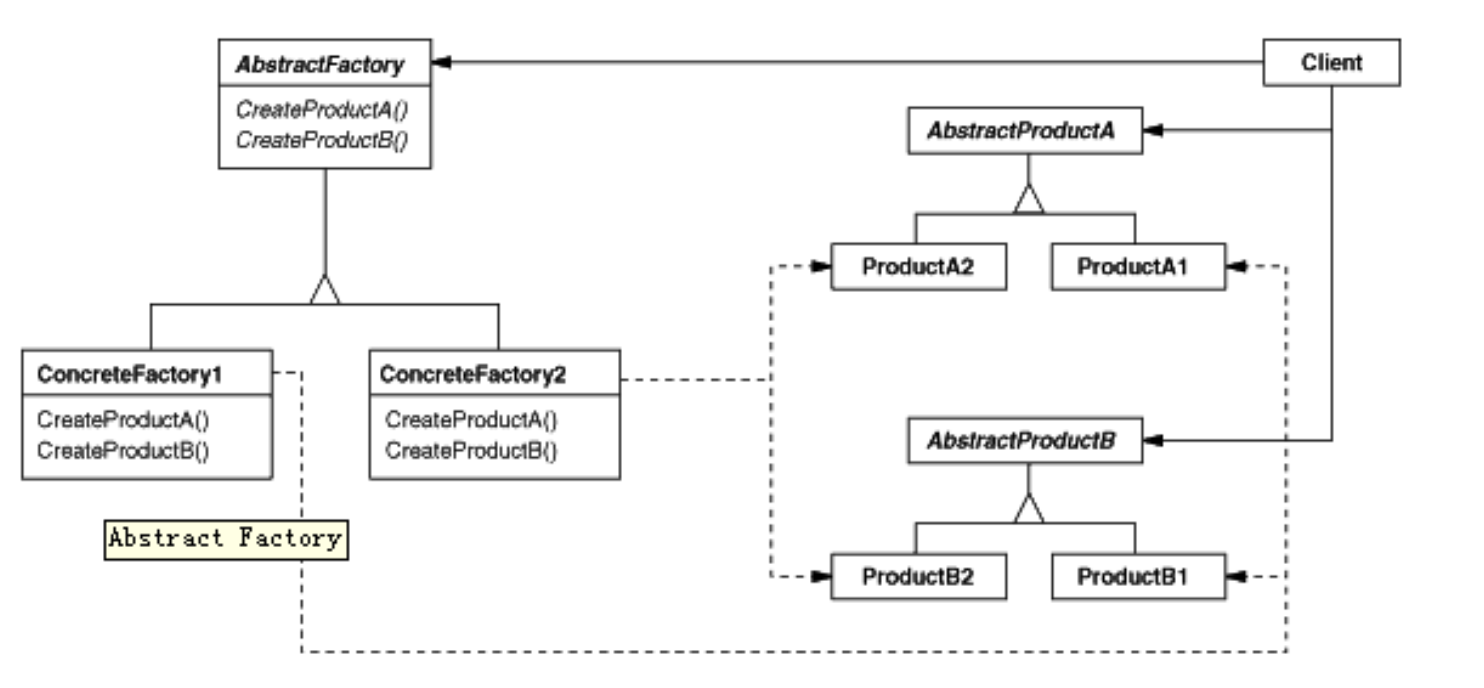 AbstractFactory
CreateProductA()
CreateProductB()
Client
AbstractProductA
ProductA2
ProductA1
ConcreteFactory1
CreateProductA()
CreateProductB()
ConcreteFactory2
CreateProductA()
CreateProductB()
AbstractProductB
ProductB2
ProductB1
Abstract Factory